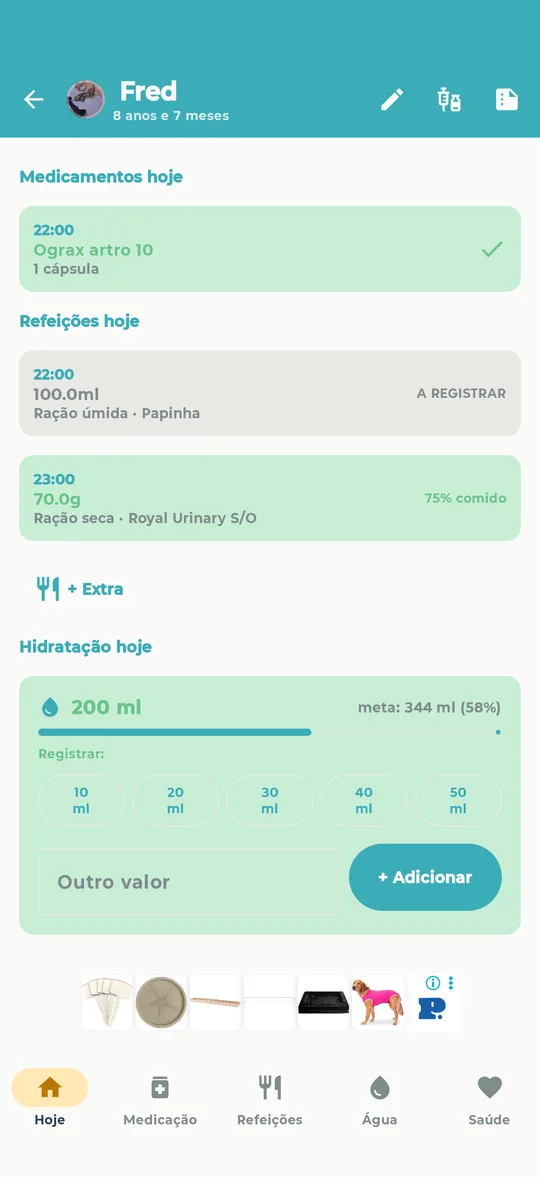 Fred
8 anos e 7 meses
Medicamentos hoje
22:00
Ograx artro 10
1 cápsula
Refeições hoje
22:00
100.0ml
A REGISTRAR
Ração úmida · Papinha
23:00
70.0g
75% comido
Ração seca · Royal Urinary S/O
+ Extra
Hidratação hoje
200 ml
meta: 344 ml (58%)
Registrar:
10 ml
20 ml
30 ml
40 ml
50 ml
Outro valor
+ Adicionar
Hoje
Medicação
Refeições
Água
Saúde